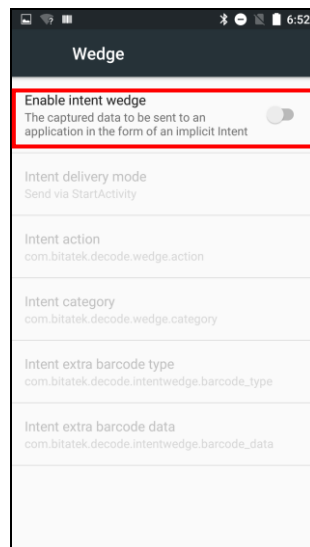 6:52
Wedge
Enable intent wedge
The captured data to be sent to an
application in the form of an implicit Intent
Intent delivery mode
Send via StartActivity
Intent action
com.bitatek.decode.wedge.action
Intent category
com.bitatek.decode.wedge.category
Intent extra barcode type
com.bitatek.decode.intentwedge.barcode_type
Intent extra barcode data
com.bitatek.decode.intentwedge.barcode_data